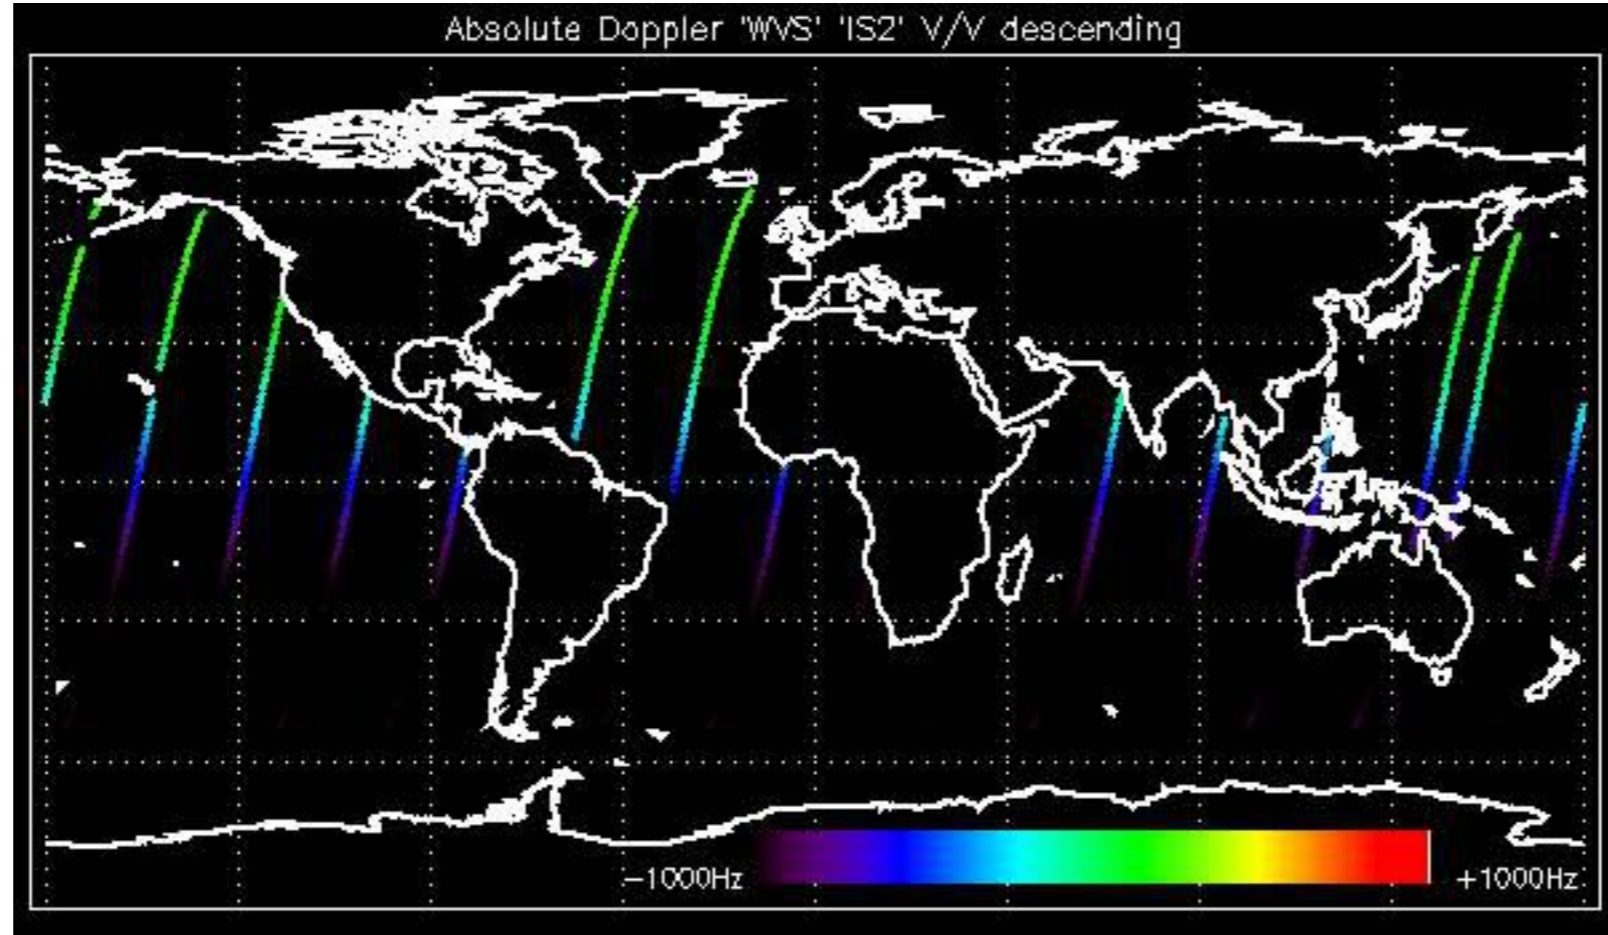 Absolute Doppler 'WVS' 'IS2' V/V descending
−1000Hz
+1000Hz